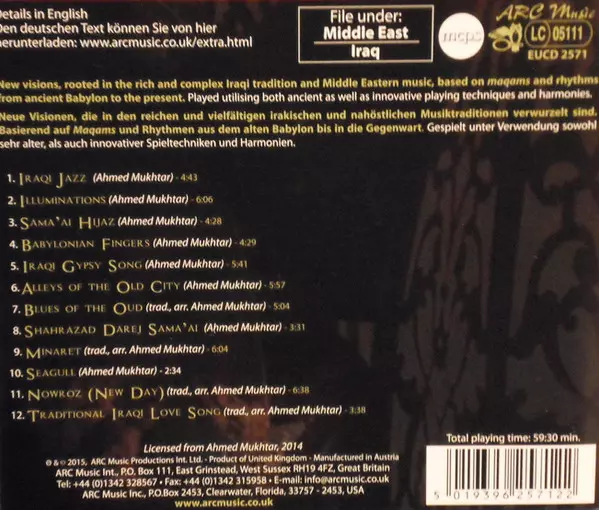 Details in English
Den deutschen Text können Sie von hier
herunterladen: www.arcmusic.co.uk/extra.html
File under:
Middle East
Iraq
mcps
ARC Music
LC 05111
EUCD 2571
New visions, rooted in the rich and complex Iraqi tradition and Middle Eastern music, based on maqams and rhythms
from ancient Babylon to the present. Played utilising both ancient as well as innovative playing techniques and harmonies.
Neue Visionen, die in den reichen und vielfältigen irakischen und nahöstlichen Musiktraditionen verwurzelt sind.
Basierend auf Maqams und Rhythmen aus dem alten Babylon bis in die Gegenwart. Gespielt unter Verwendung sowohl
sehr alter, als auch innovativer Spieltechniken und Harmonien.
1. Iraqi Jazz (Ahmed Mukhtar) - 4:43
2. Illuminations (Ahmed Mukhtar) - 6:06
3. Sama'ai Hijaz (Ahmed Mukhtar) - 4:28
4. Babylonian Fingers (Ahmed Mukhtar) - 4:29
5. Iraqi Gypsy Song (Ahmed Mukhtar) - 5:41
6. Alleys of the Old City (Ahmed Mukhtar) - 5:57
7. Blues of the Oud (trad., arr. Ahmed Mukhtar) - 5:04
8. Shahrazad Darej Sama'ai (Ahmed Mukhtar) - 3:31
9. Minaret (trad., arr. Ahmed Mukhtar) - 6:04
10. Seagull (Ahmed Mukhtar) - 2:34
11. Nowroz (New Day) (trad., arr. Ahmed Mukhtar) - 6:38
12. Traditional Iraqi Love Song (trad., arr. Ahmed Mukhtar) - 3:38
Licensed from Ahmed Mukhtar, 2014
℗ & © 2015, ARC Music Productions Int. Ltd. - Product of United Kingdom - Manufactured in Austria
ARC Music Int., P.O. Box 111, East Grinstead, West Sussex RH19 4FZ, Great Britain
Tel: +44 (0)1342 328567 • Fax: +44 (0)1342 315958 • E-mail: info@arcmusic.co.uk
ARC Music Inc., P.O.Box 2453, Clearwater, Florida, 33757 - 2453, USA
www.arcmusic.co.uk
Total playing time: 59:30 min.
5 019396 257122